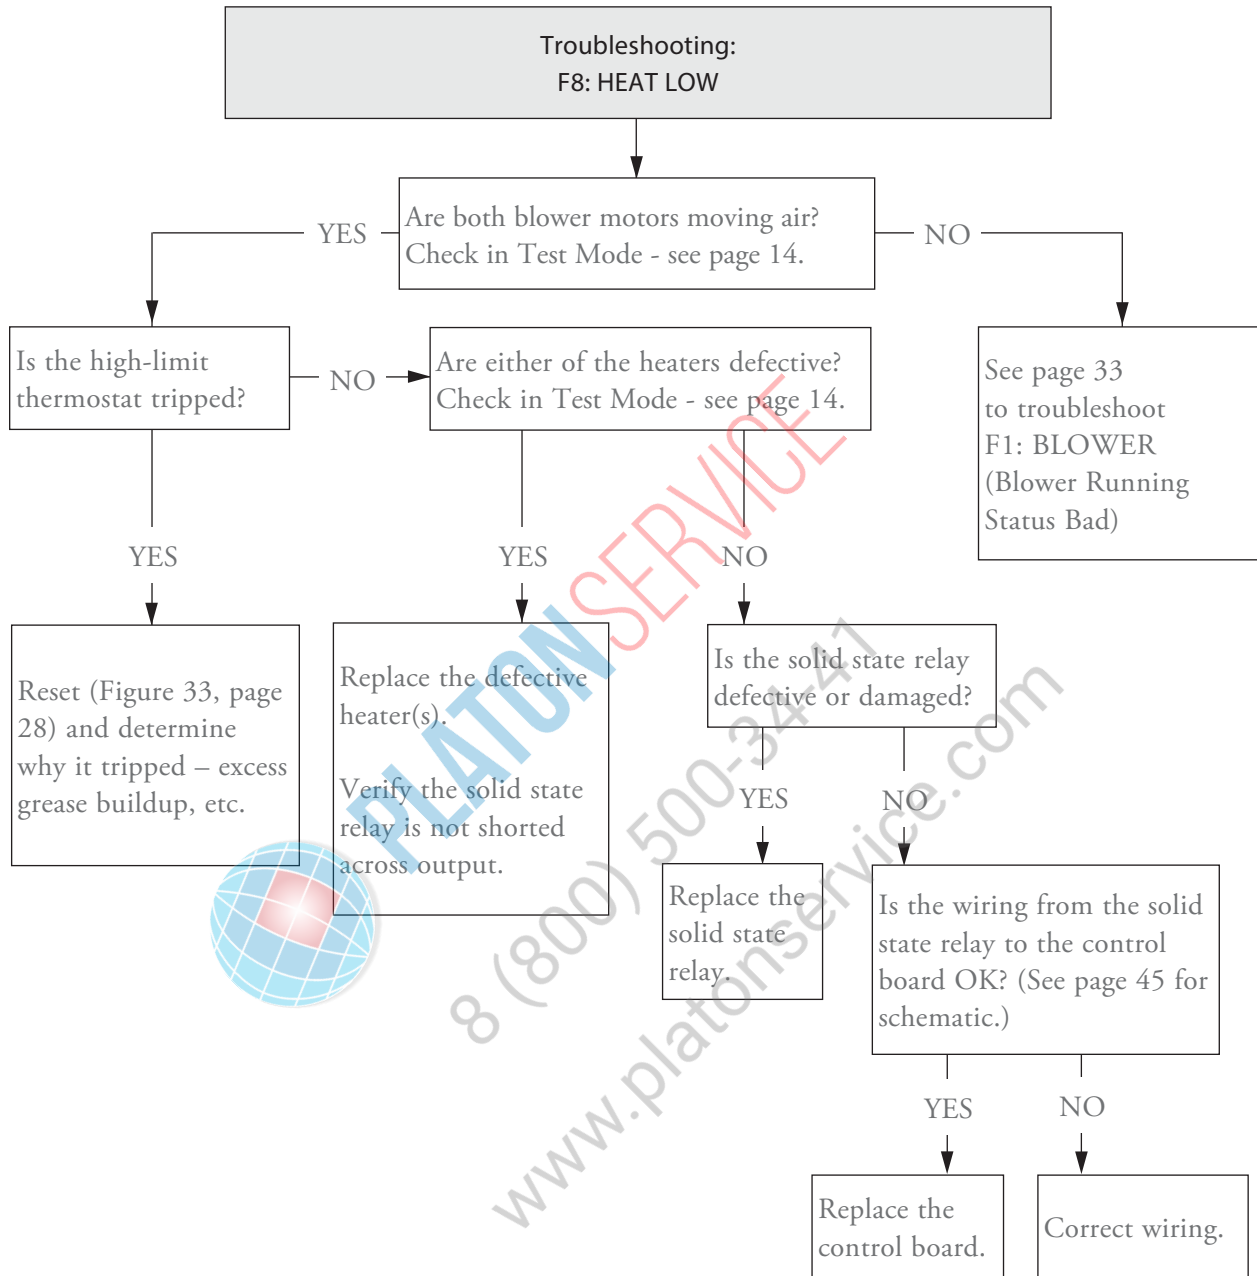 Troubleshooting:
F8: HEAT LOW
Are both blower motors moving air?
Check in Test Mode - see page 14.
YES
NO
Is the high-limit
thermostat tripped?
NO
Are either of the heaters defective?
Check in Test Mode - see page 14.
See page 33
to troubleshoot
F1: BLOWER
(Blower Running
Status Bad)
YES
YES
NO
Reset (Figure 33, page
28) and determine
why it tripped – excess
grease buildup, etc.
Replace the defective
heater(s).
Verify the solid state
relay is not shorted
across output.
Is the solid state relay
defective or damaged?
YES
NO
Replace the
solid state
relay.
Is the wiring from the solid
state relay to the control
board OK? (See page 45 for
schematic.)
YES
NO
Replace the
control board.
Correct wiring.
PLATONSERVICE
8 (800) 500-34-41
www.platonservice.com